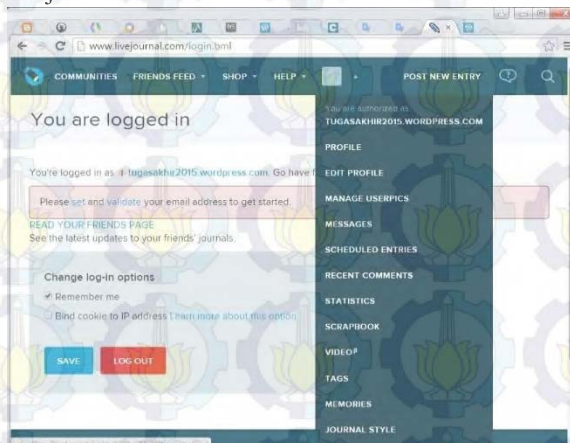 www.livejournal.com/login.bml
COMMUNITIES FRIENDS FEED SHOP HELP POST NEW ENTRY
You are logged in
You're logged in as tugasakhir2015.wordpress.com. Go have f
Please set and validate your email address to get started.
READ YOUR FRIENDS PAGE
See the latest updates to your friends' journals.
Change log-in options
Remember me
Bind cookie to IP address Learn more about this option
SAVE LOG OUT
You are authorized as
TUGASAKHIR2015.WORDPRESS.COM
PROFILE
EDIT PROFILE
MANAGE USERPICS
MESSAGES
SCHEDULED ENTRIES
RECENT COMMENTS
STATISTICS
SCRAPBOOK
VIDEOβ
TAGS
MEMORIES
JOURNAL STYLE